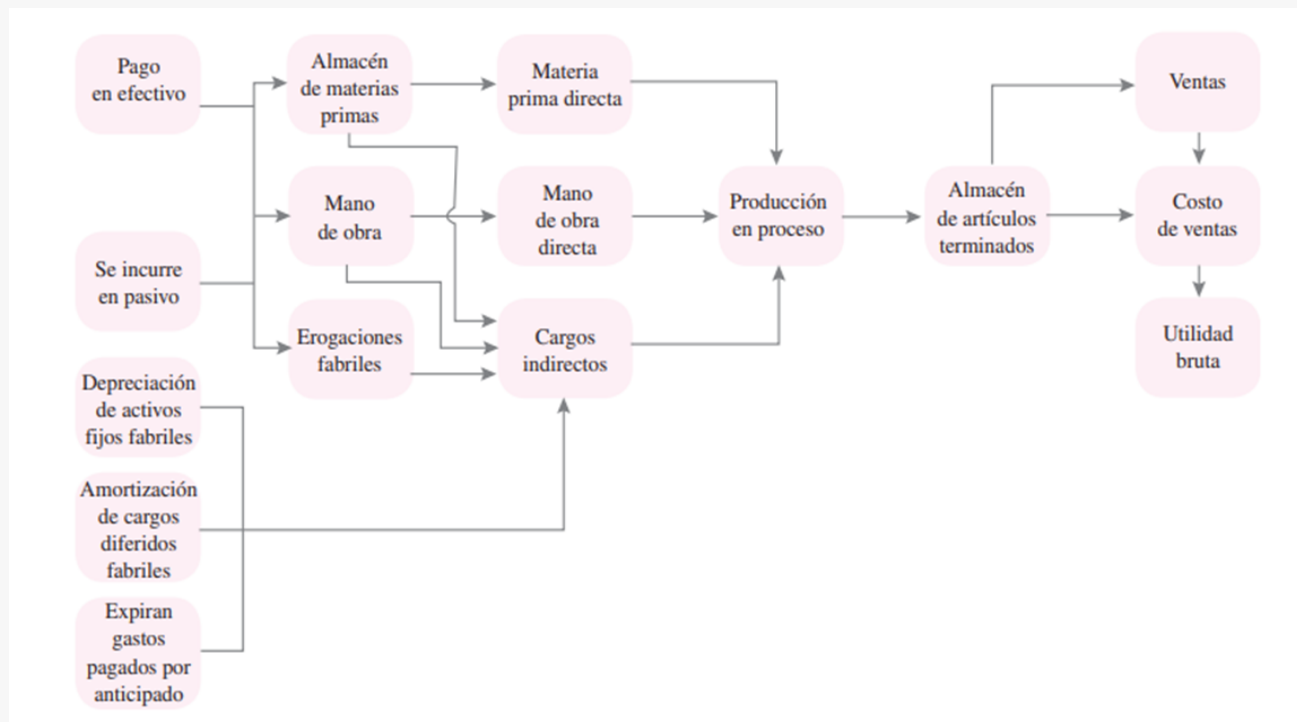 Pago
en efectivo
Se incurre
en pasivo
Depreciación
de activos
fijos fabriles
Amortización
de cargos
diferidos
fabriles
Expiran
gastos
pagados por
anticipado
Almacén
de materias
primas
Mano
de obra
Erogaciones
fabriles
Materia
prima directa
Mano
de obra
directa
Cargos
indirectos
Producción
en proceso
Almacén
de artículos
terminados
Ventas
Costo
de ventas
Utilidad
bruta